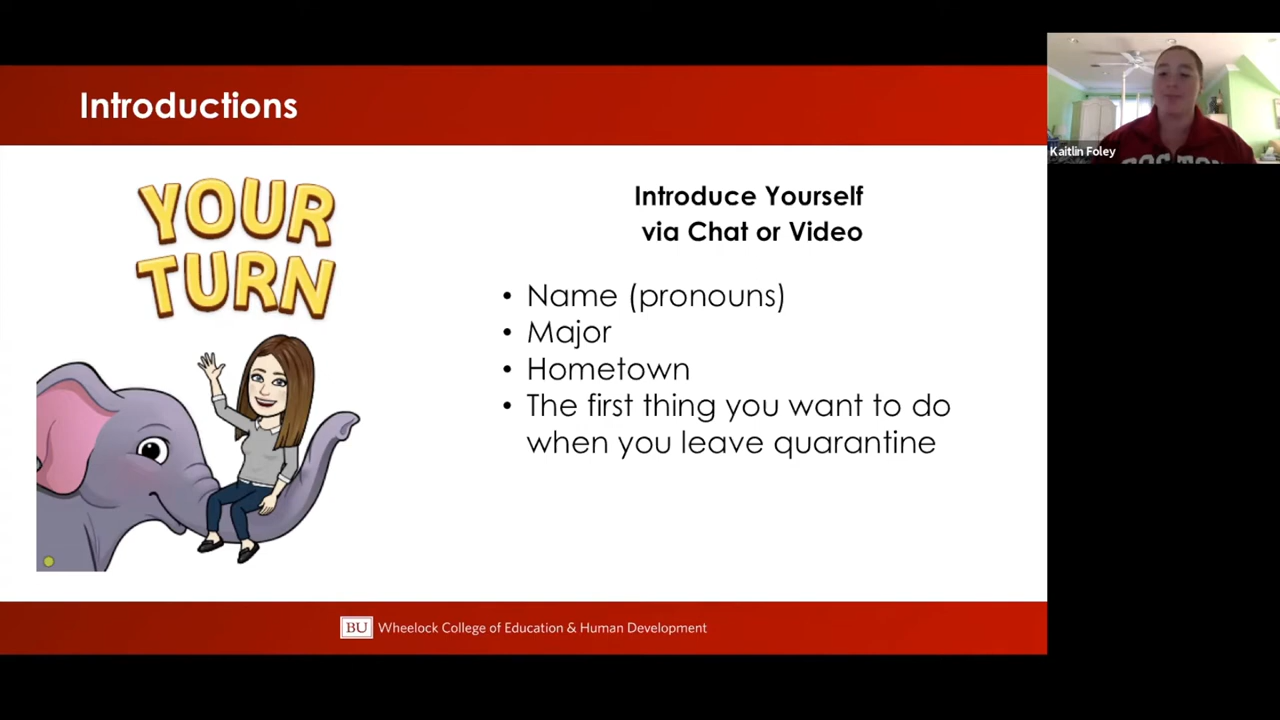 Introductions
YOUR
TURN
Introduce Yourself
via Chat or Video
• Name (pronouns)
• Major
• Hometown
• The first thing you want to do
when you leave quarantine
BU Wheelock College of Education & Human Development
Kaitlin Foley
BOSTON